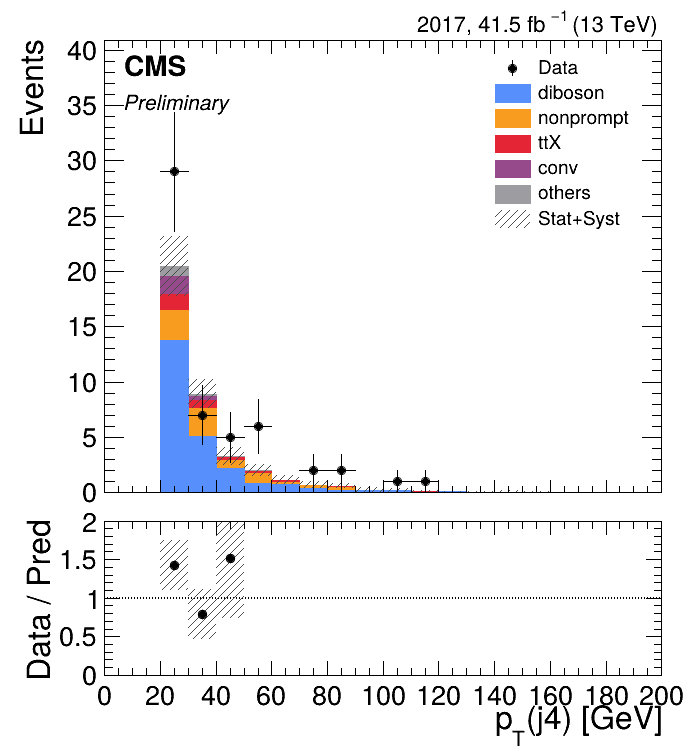 2017, 41.5 fb⁻¹ (13 TeV)
Events
40
35
30
25
20
15
10
5
0
CMS
Preliminary
Data
diboson
nonprompt
ttX
conv
others
Stat+Syst
Data / Pred
2
1.5
1
0.5
0
0 20 40 60 80 100 120 140 160 180 200
p_T(j4) [GeV]